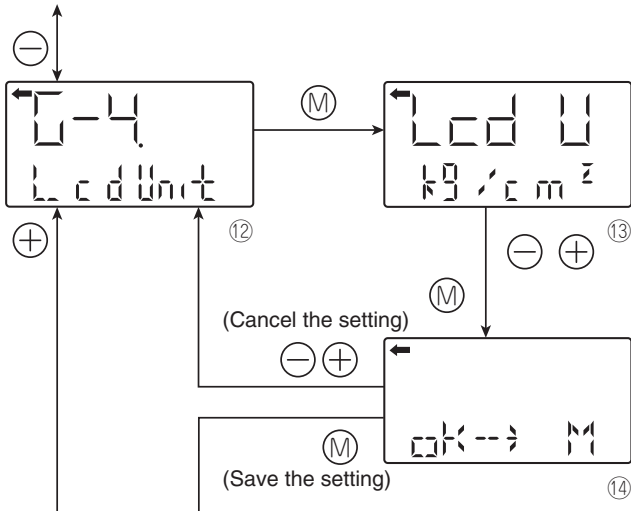 −
G-4.
LcdUnit
⑫
M
Lcd U
kg/cm²
⑬
− +
M
+
(Cancel the setting)
− +
M
(Save the setting)
oK--→ M
⑭